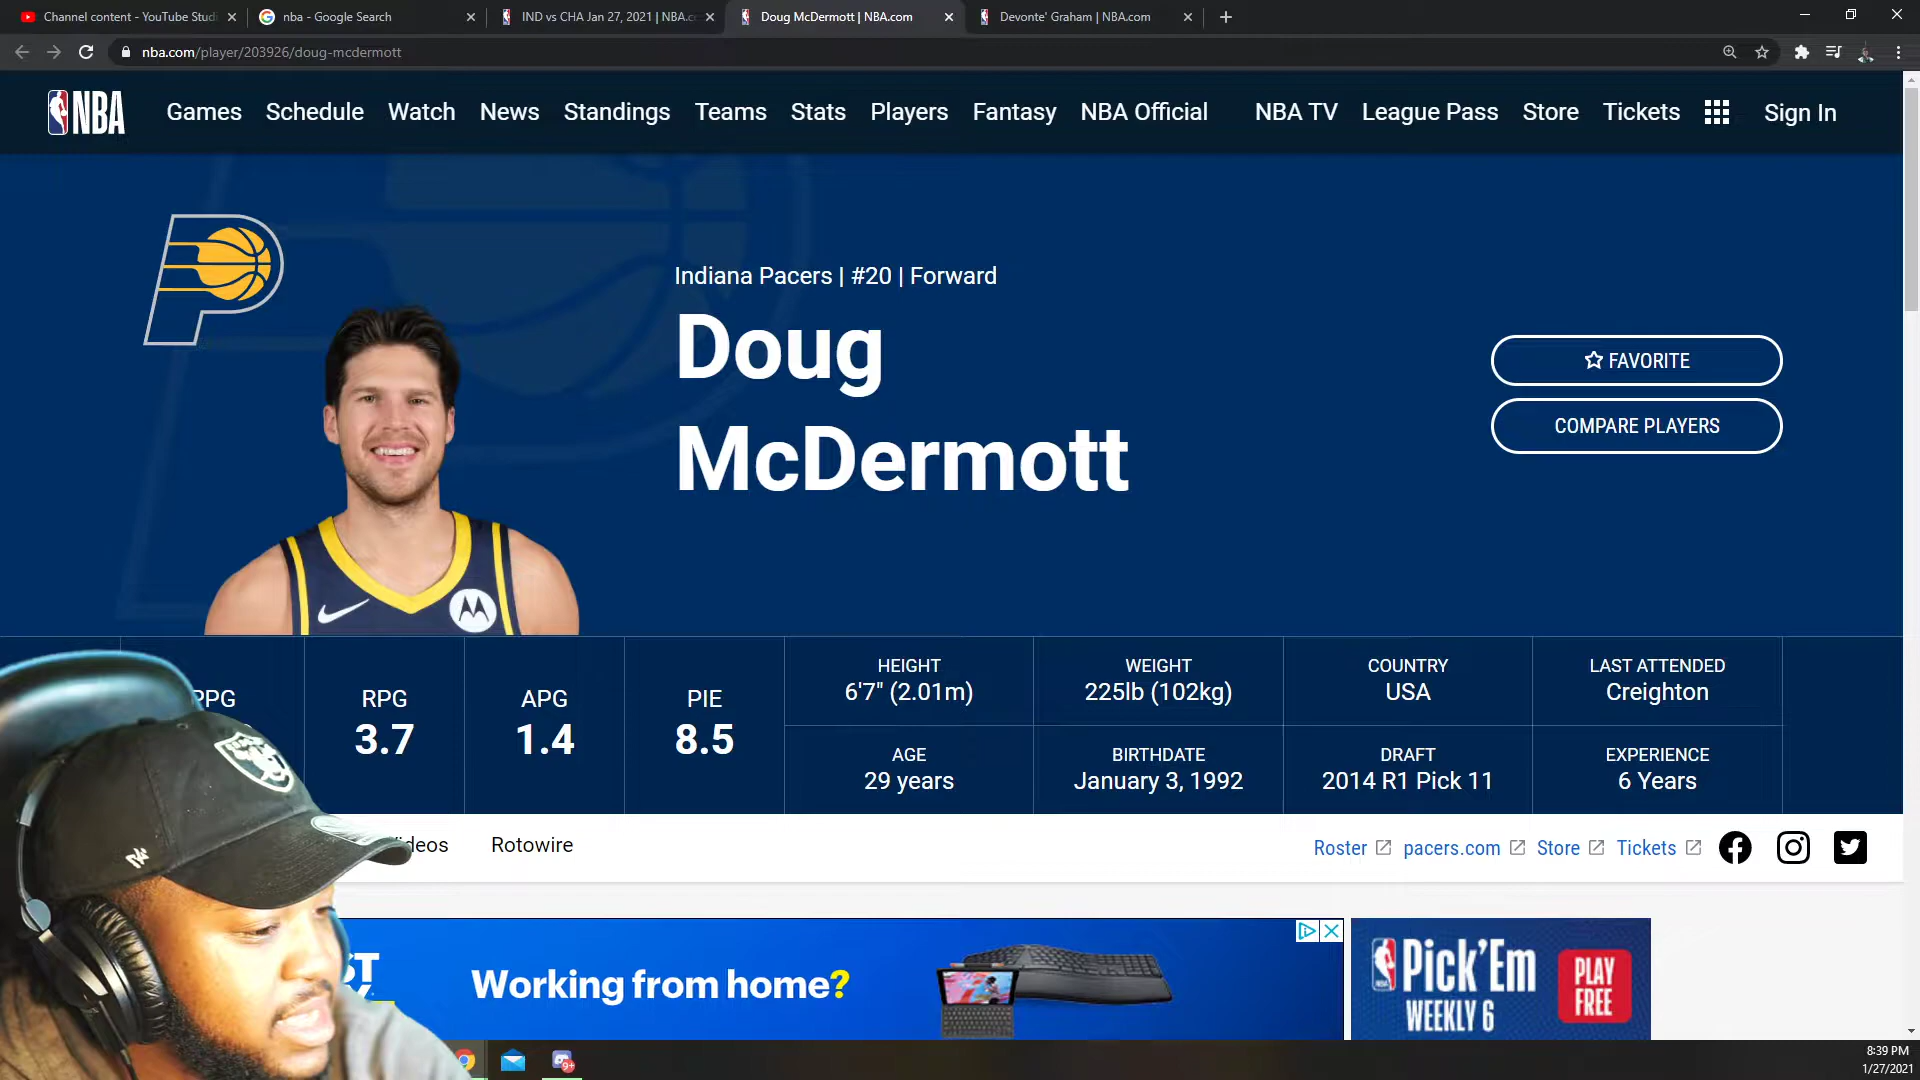 Channel content - YouTube Studi
nba - Google Search
IND vs CHA Jan 27, 2021 | NBA.c
Doug McDermott | NBA.com
Devonte' Graham | NBA.com
nba.com/player/203926/doug-mcdermott
NBA Games Schedule Watch News Standings Teams Stats Players Fantasy NBA Official NBA TV League Pass Store Tickets Sign In
Indiana Pacers | #20 | Forward
Doug
McDermott
FAVORITE
COMPARE PLAYERS
PPG
RPG
3.7
APG
1.4
PIE
8.5
HEIGHT
6'7" (2.01m)
WEIGHT
225lb (102kg)
COUNTRY
USA
LAST ATTENDED
Creighton
AGE
29 years
BIRTHDATE
January 3, 1992
DRAFT
2014 R1 Pick 11
EXPERIENCE
6 Years
Videos Rotowire
Roster pacers.com Store Tickets
Working from home?
Pick'Em
WEEKLY 6
PLAY
FREE
9+
8:39 PM
1/27/2021